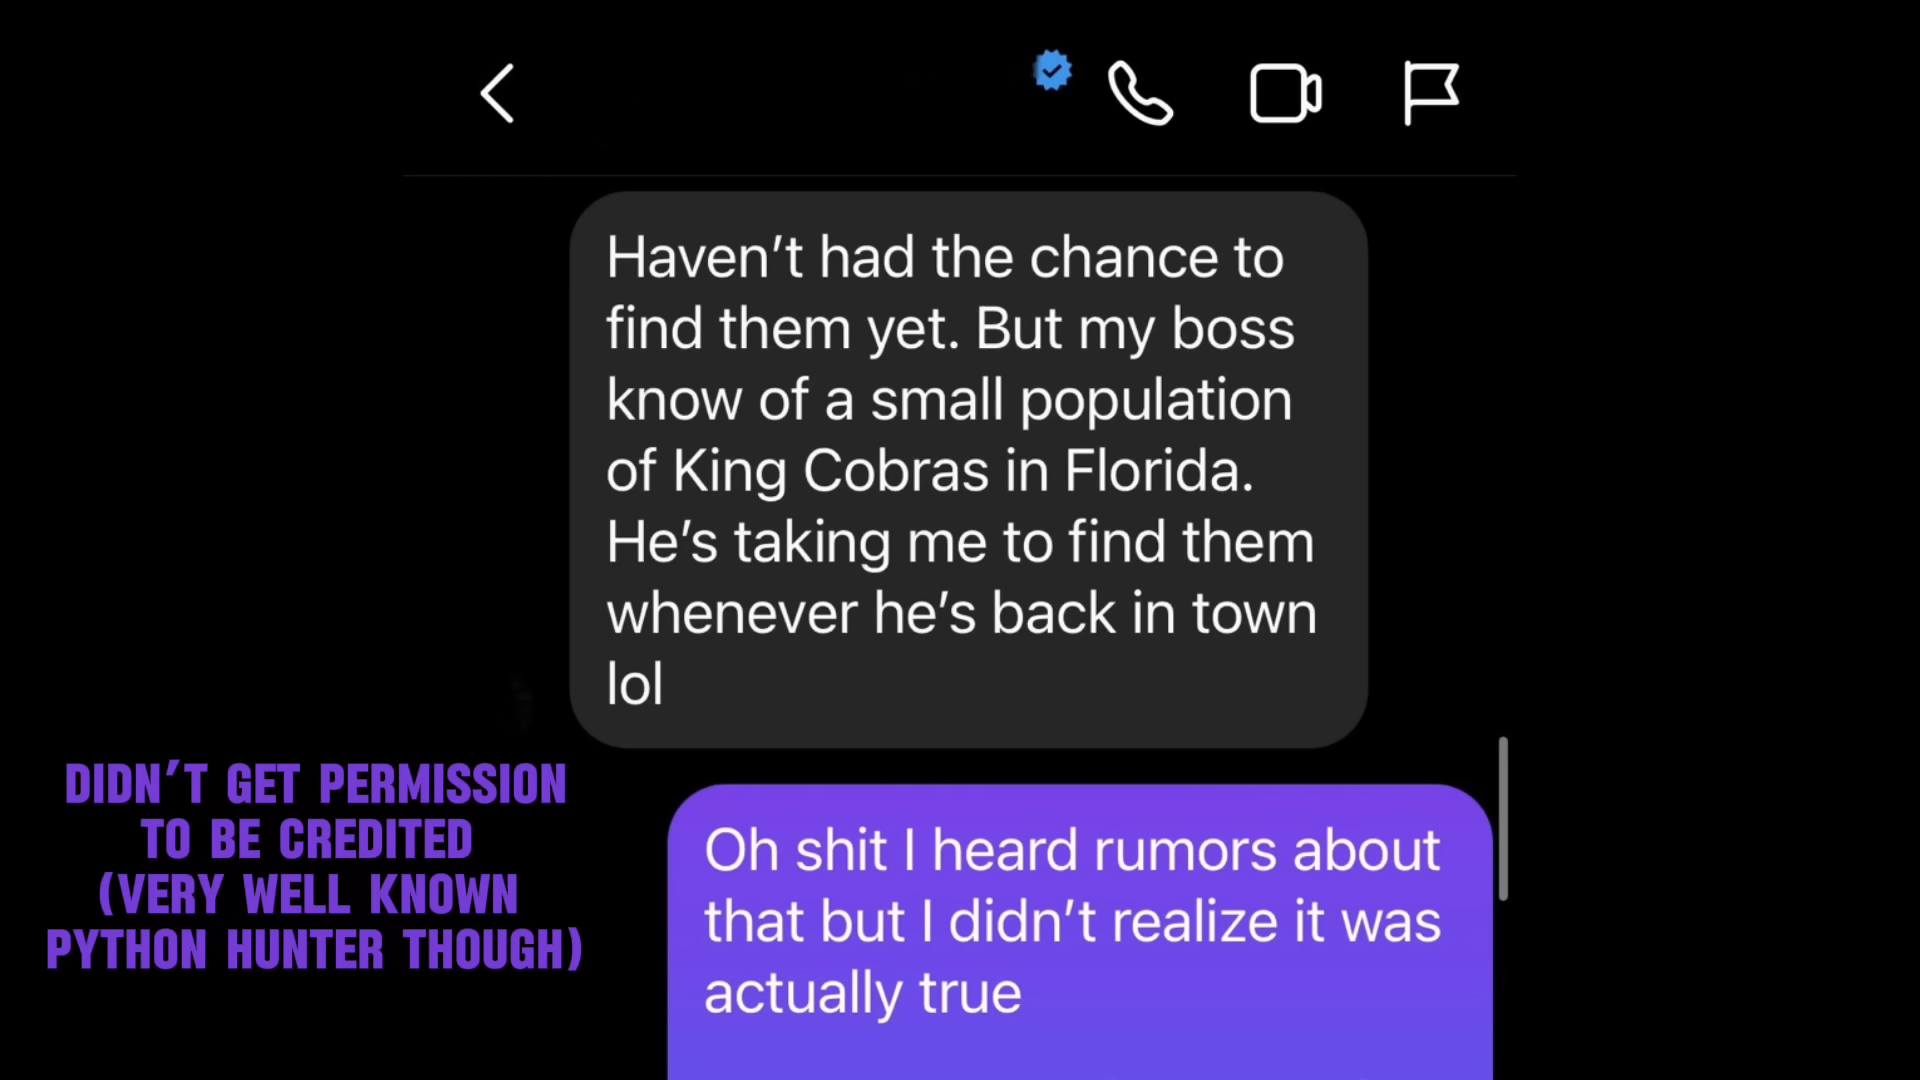 Haven’t had the chance to
find them yet. But my boss
know of a small population
of King Cobras in Florida.
He’s taking me to find them
whenever he’s back in town
lol
Oh shit I heard rumors about
that but I didn’t realize it was
actually true
DIDN’T GET PERMISSION
TO BE CREDITED
(VERY WELL KNOWN
PYTHON HUNTER THOUGH)